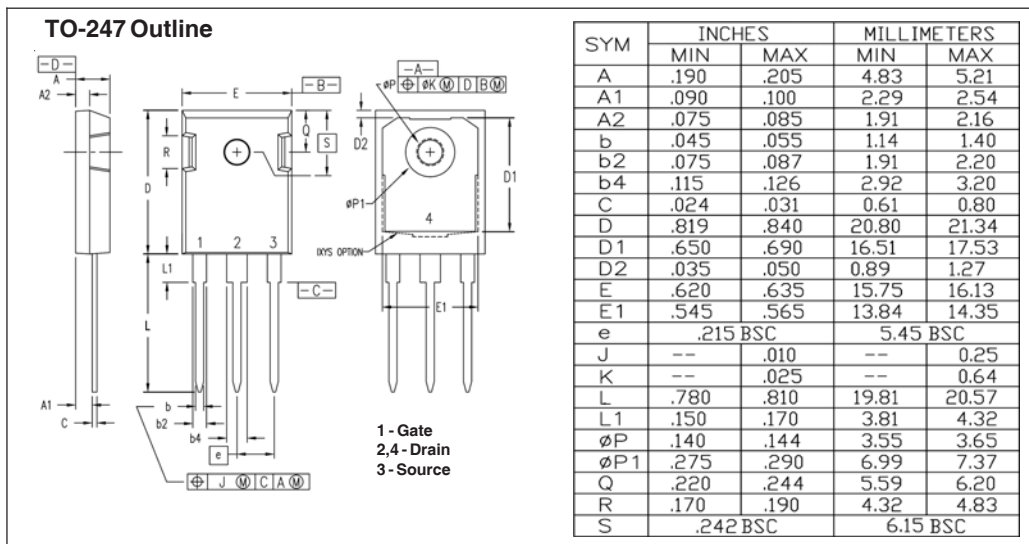 TO-247 Outline
-D-
A
A2
E
-B-
Q
S
R
D
1 2 3
L1
-C-
L
A1
C
b
b2
b4
e
⌖ J Ⓜ C A Ⓜ
øP
-A-
⌖ øK Ⓜ D B Ⓜ
D2
D1
øP1
4
IXYS OPTION
E1
1 - Gate
2,4 - Drain
3 - Source
SYM INCHES MILLIMETERS
MIN MAX MIN MAX
A .190 .205 4.83 5.21
A1 .090 .100 2.29 2.54
A2 .075 .085 1.91 2.16
b .045 .055 1.14 1.40
b2 .075 .087 1.91 2.20
b4 .115 .126 2.92 3.20
C .024 .031 0.61 0.80
D .819 .840 20.80 21.34
D1 .650 .690 16.51 17.53
D2 .035 .050 0.89 1.27
E .620 .635 15.75 16.13
E1 .545 .565 13.84 14.35
e .215 BSC 5.45 BSC
J -- .010 -- 0.25
K -- .025 -- 0.64
L .780 .810 19.81 20.57
L1 .150 .170 3.81 4.32
øP .140 .144 3.55 3.65
øP1 .275 .290 6.99 7.37
Q .220 .244 5.59 6.20
R .170 .190 4.32 4.83
S .242 BSC 6.15 BSC